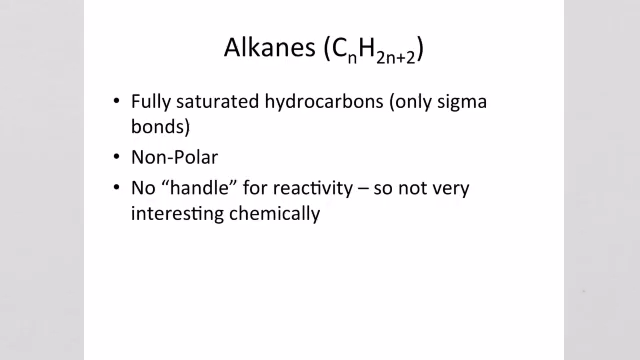 Alkanes (CₙH₂ₙ₊₂)
• Fully saturated hydrocarbons (only sigma
bonds)
• Non-Polar
• No “handle” for reactivity – so not very
interesting chemically